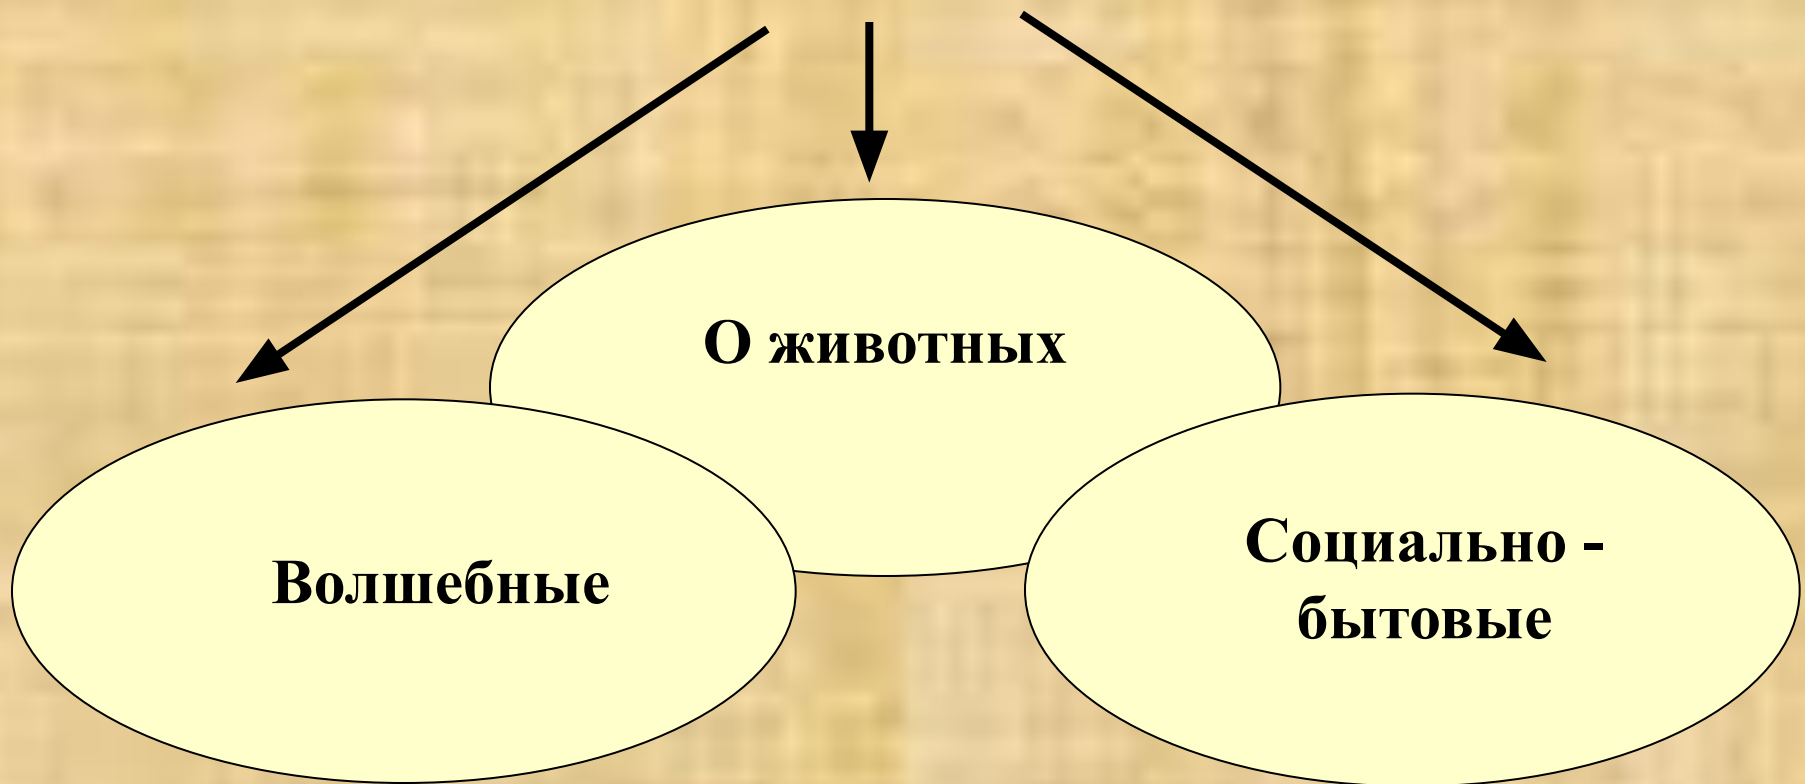 О животных
Волшебные
Социально -
бытовые